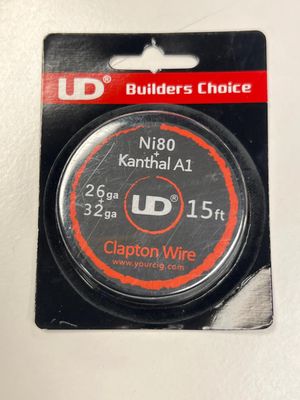 UD® Builders Choice
Ni80
+
Kanthal A1
26ga
+
32ga
UD®
15ft
Clapton Wire
www.yourcig.com